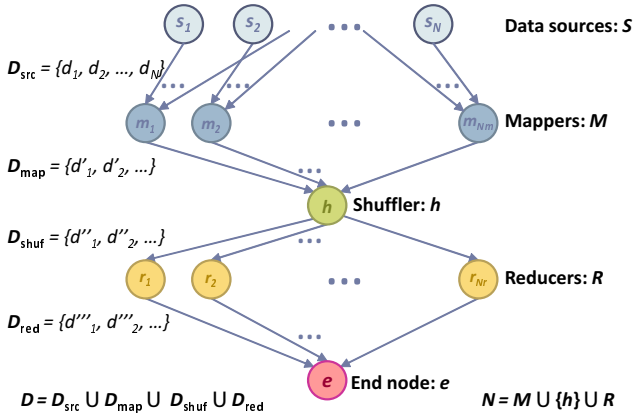 s1 s2 ... sN Data sources: S
Dsrc = {d1, d2, ..., dN}
... ...  ...
m1 m2 ... mNm Mappers: M
Dmap = {d'1, d'2, ...}
...
h Shuffler: h
Dshuf = {d''1, d''2, ...}
...
r1 r2 ... rNr Reducers: R
Dred = {d'''1, d'''2, ...}
...
e End node: e
D = Dsrc ∪ Dmap ∪ Dshuf ∪ Dred N = M ∪ {h} ∪ R